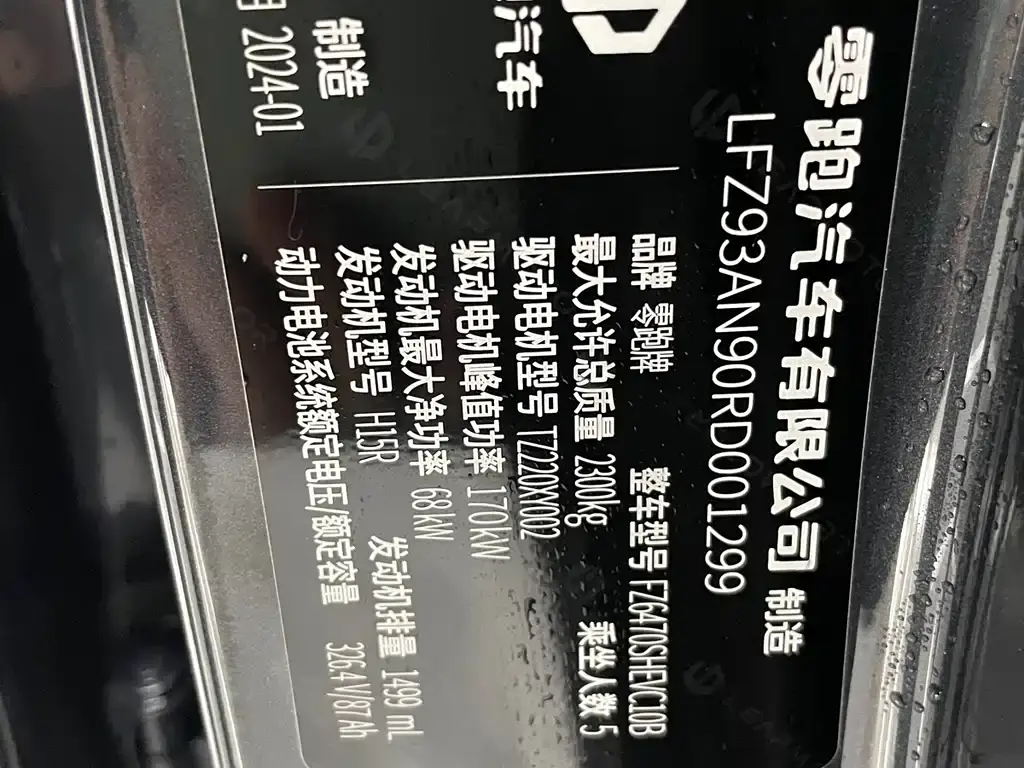 零跑汽车有限公司 制造
LFZ93AN90RD001299
品牌 零跑牌 整车型号 FZ6470SHEVC10B
最大允许总质量 2300kg 乘坐人数 5
驱动电机型号 TZ220XY002
驱动电机峰值功率 170kW
发动机最大净功率 68kW
发动机型号 H15R 发动机排量 1499 mL
动力电池系统额定电压/额定容量 326.4V/87Ah
汽车
制造
月 2024-01